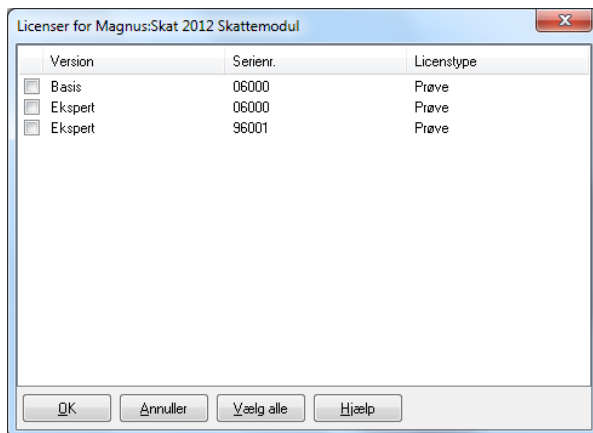 Licenser for Magnus:Skat 2012 Skattemodul
Version Serienr. Licenstype
Basis 06000 Prøve
Ekspert 06000 Prøve
Ekspert 96001 Prøve
OK Annuller Vælg alle Hjælp